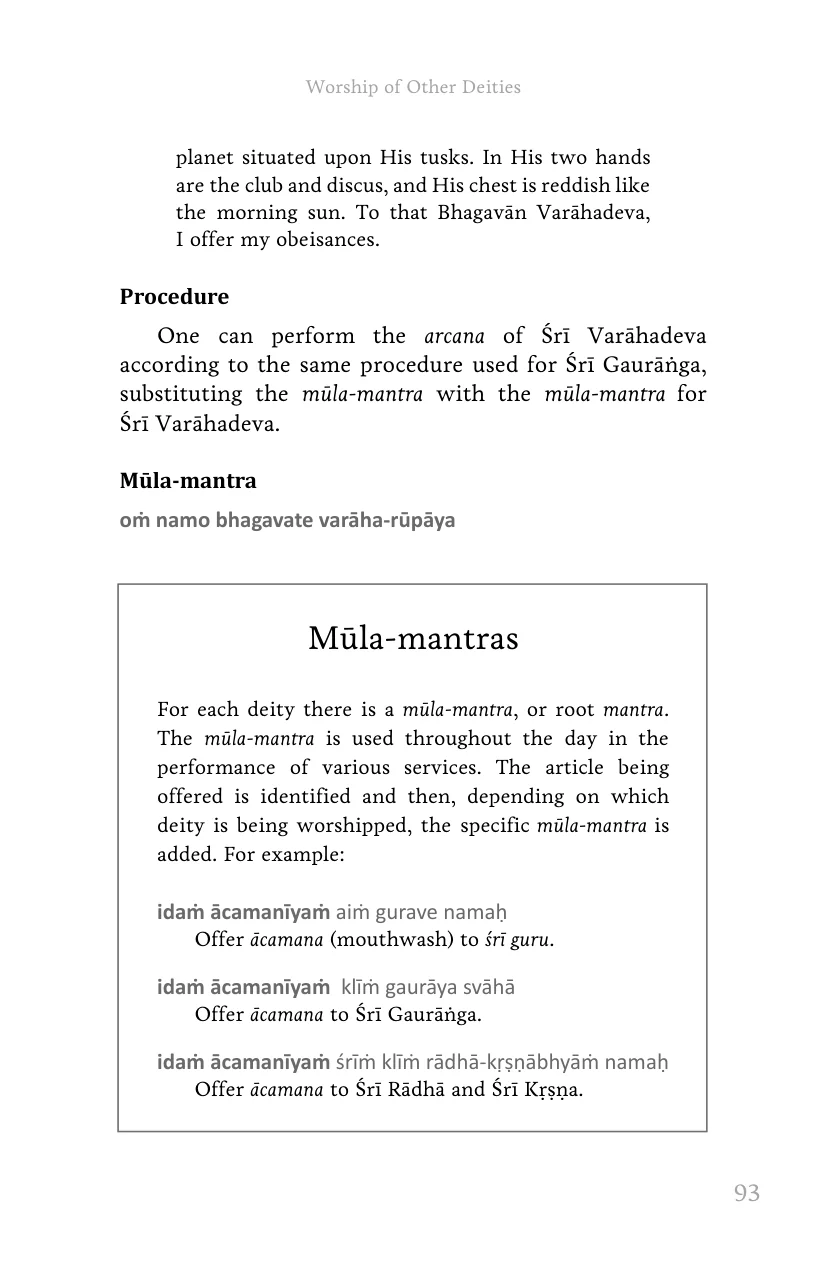 Worship of Other Deities
planet situated upon His tusks. In His two hands
are the club and discus, and His chest is reddish like
the morning sun. To that Bhagavān Varāhadeva,
I offer my obeisances.
Procedure
One can perform the arcana of Śrī Varāhadeva
according to the same procedure used for Śrī Gaurāṅga,
substituting the mūla-mantra with the mūla-mantra for
Śrī Varāhadeva.
Mūla-mantra
oṁ namo bhagavate varāha-rūpāya
Mūla-mantras
For each deity there is a mūla-mantra, or root mantra.
The mūla-mantra is used throughout the day in the
performance of various services. The article being
offered is identified and then, depending on which
deity is being worshipped, the specific mūla-mantra is
added. For example:
idaṁ ācamanīyaṁ aiṁ gurave namaḥ
Offer ācamana (mouthwash) to śrī guru.
idaṁ ācamanīyaṁ klīṁ gaurāya svāhā
Offer ācamana to Śrī Gaurāṅga.
idaṁ ācamanīyaṁ śrīṁ klīṁ rādhā-kṛṣṇābhyāṁ namaḥ
Offer ācamana to Śrī Rādhā and Śrī Kṛṣṇa.
93